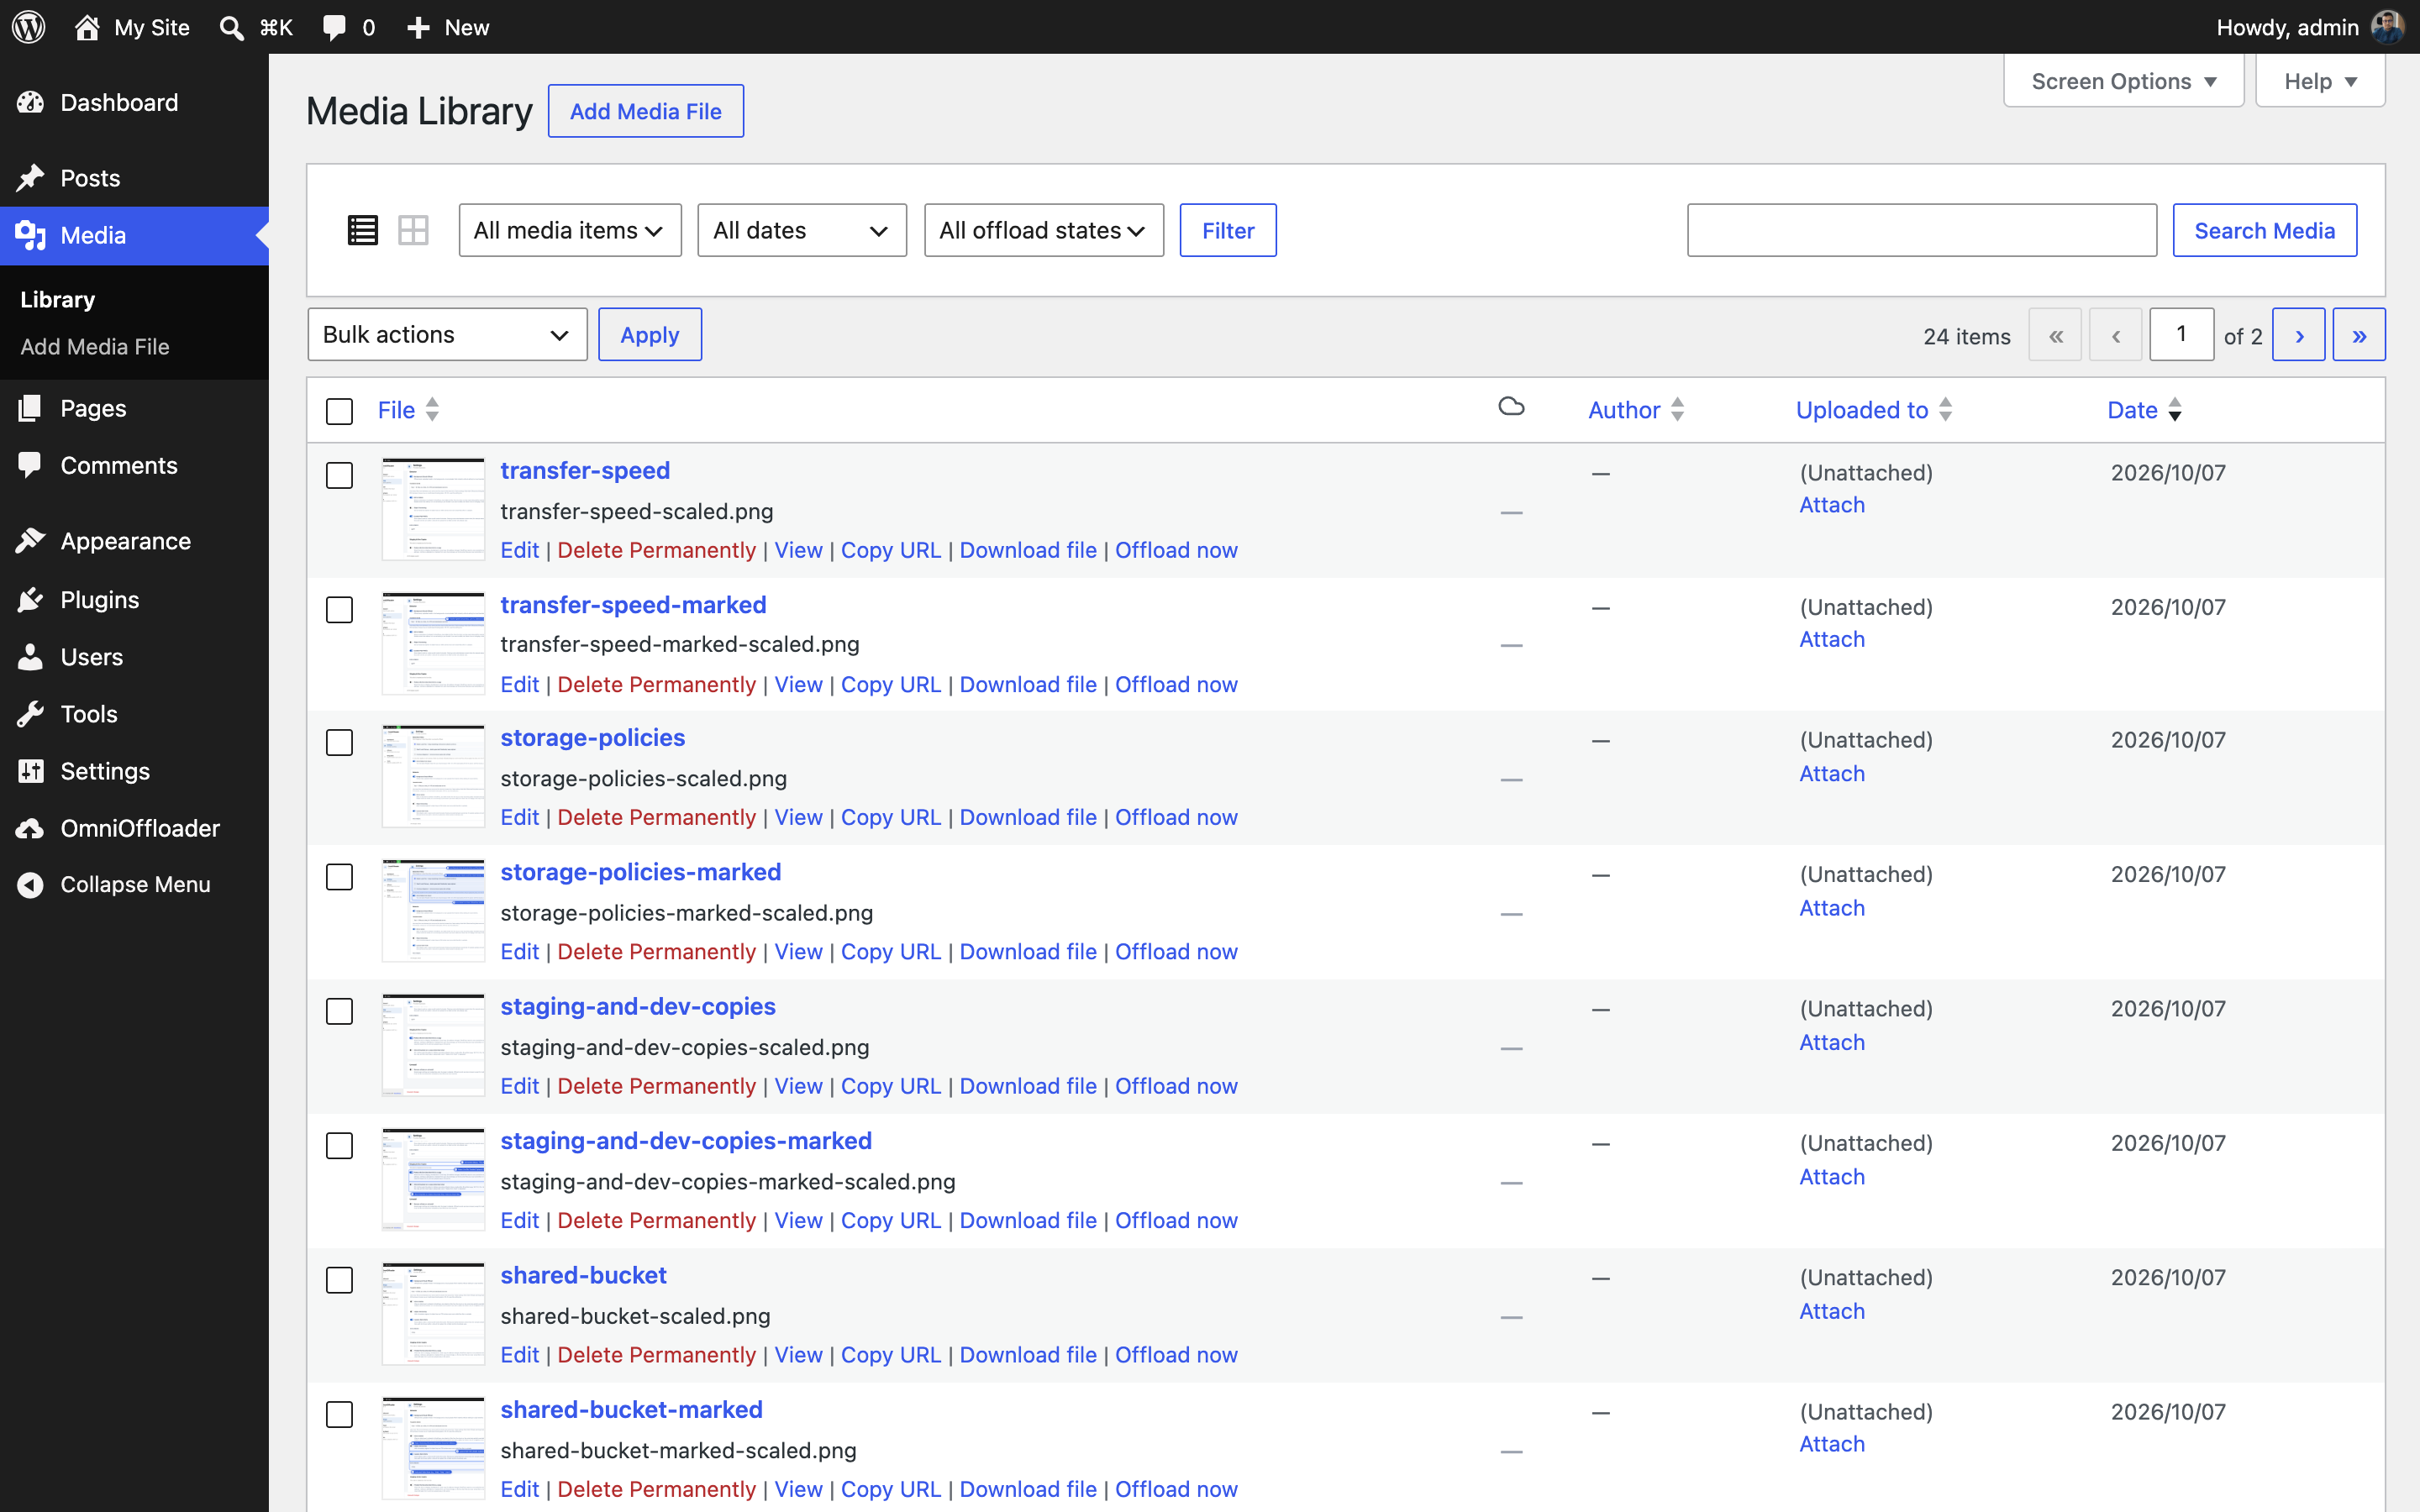 My Site ⌘K 0 New Howdy, admin
Dashboard
Posts
Media
Library
Add Media File
Pages
Comments
Appearance
Plugins
Users
Tools
Settings
OmniOffloader
Collapse Menu
Screen Options Help
Media Library Add Media File
All media items All dates All offload states Filter Search Media
Bulk actions Apply 24 items « ‹ 1 of 2 › »
File Author Uploaded to Date
transfer-speed — (Unattached) 2026/10/07
transfer-speed-scaled.png — Attach
Edit | Delete Permanently | View | Copy URL | Download file | Offload now
transfer-speed-marked — (Unattached) 2026/10/07
transfer-speed-marked-scaled.png — Attach
Edit | Delete Permanently | View | Copy URL | Download file | Offload now
storage-policies — (Unattached) 2026/10/07
storage-policies-scaled.png — Attach
Edit | Delete Permanently | View | Copy URL | Download file | Offload now
storage-policies-marked — (Unattached) 2026/10/07
storage-policies-marked-scaled.png — Attach
Edit | Delete Permanently | View | Copy URL | Download file | Offload now
staging-and-dev-copies — (Unattached) 2026/10/07
staging-and-dev-copies-scaled.png — Attach
Edit | Delete Permanently | View | Copy URL | Download file | Offload now
staging-and-dev-copies-marked — (Unattached) 2026/10/07
staging-and-dev-copies-marked-scaled.png — Attach
Edit | Delete Permanently | View | Copy URL | Download file | Offload now
shared-bucket — (Unattached) 2026/10/07
shared-bucket-scaled.png — Attach
Edit | Delete Permanently | View | Copy URL | Download file | Offload now
shared-bucket-marked — (Unattached) 2026/10/07
shared-bucket-marked-scaled.png — Attach
Edit | Delete Permanently | View | Copy URL | Download file | Offload now